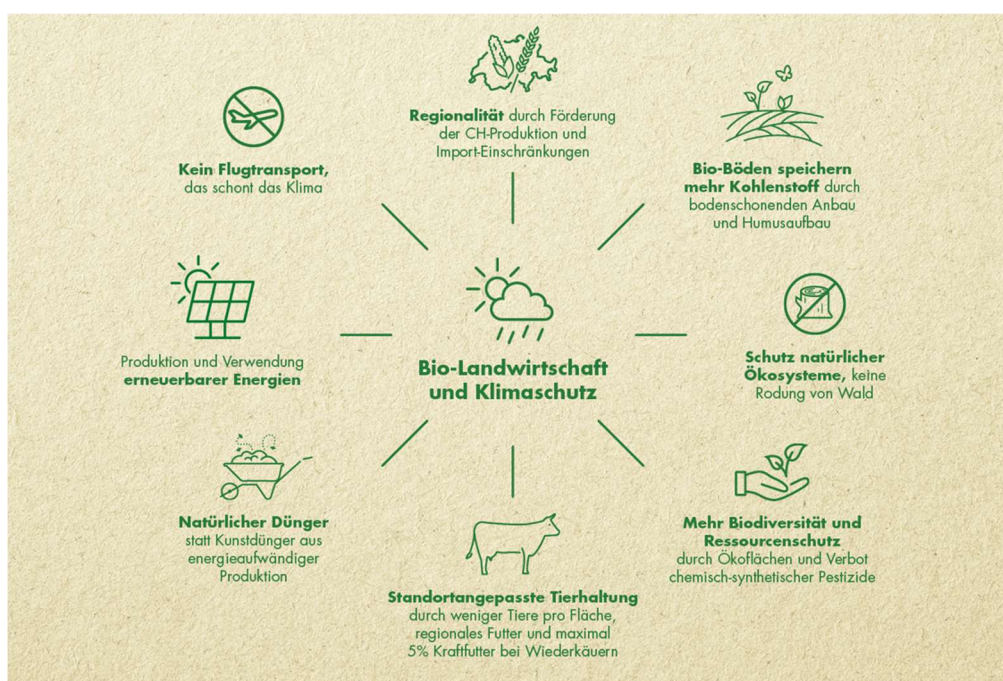 Regionalität durch Förderung
der CH-Produktion und
Import-Einschränkungen
Kein Flugtransport,
das schont das Klima
Bio-Böden speichern
mehr Kohlenstoff durch
bodenschonenden Anbau
und Humusaufbau
Produktion und Verwendung
erneuerbarer Energien
Bio-Landwirtschaft
und Klimaschutz
Schutz natürlicher
Ökosysteme, keine
Rodung von Wald
Natürlicher Dünger
statt Kunstdünger aus
energieaufwändiger
Produktion
Standortangepasste Tierhaltung
durch weniger Tiere pro Fläche,
regionales Futter und maximal
5% Kraftfutter bei Wiederkäuern
Mehr Biodiversität und
Ressourcenschutz
durch Ökoflächen und Verbot
chemisch-synthetischer Pestizide